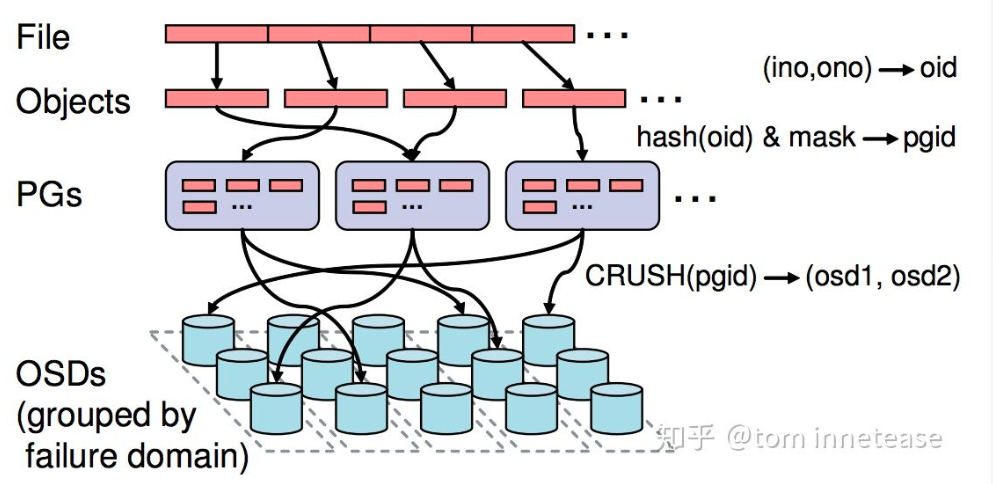 File
...
(ino,ono) → oid
Objects
...
hash(oid) & mask → pgid
PGs
... ... ... ...
CRUSH(pgid) → (osd1, osd2)
OSDs
(grouped by
failure domain)
知乎 @tom innetease